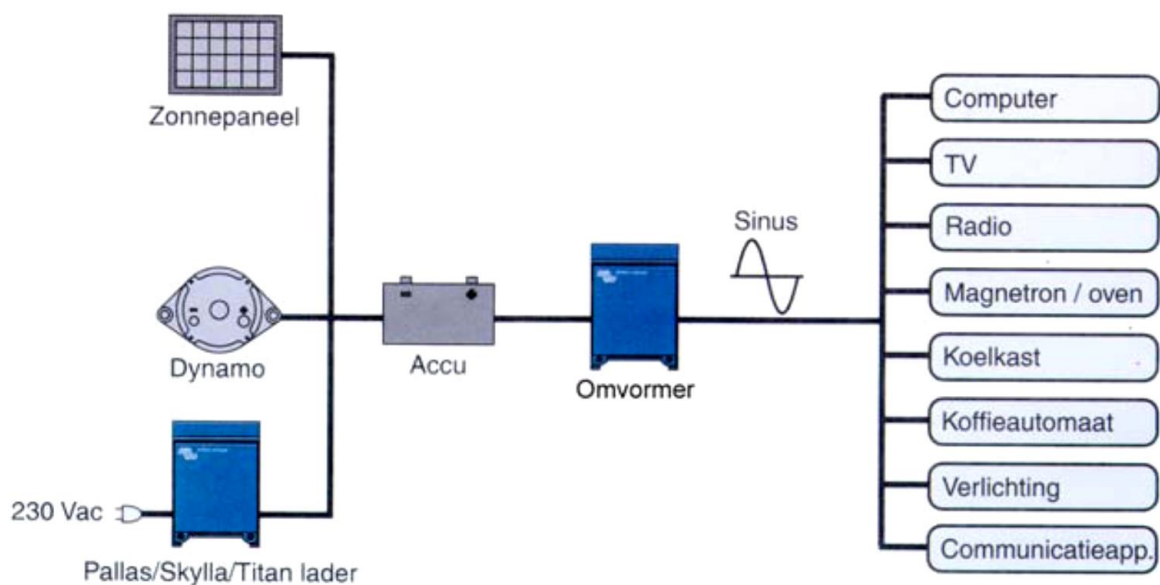 Zonnepaneel
Dynamo
230 Vac
Pallas/Skylla/Titan lader
Accu
Omvormer
Sinus
Computer
TV
Radio
Magnetron / oven
Koelkast
Koffieautomaat
Verlichting
Communicatieapp.